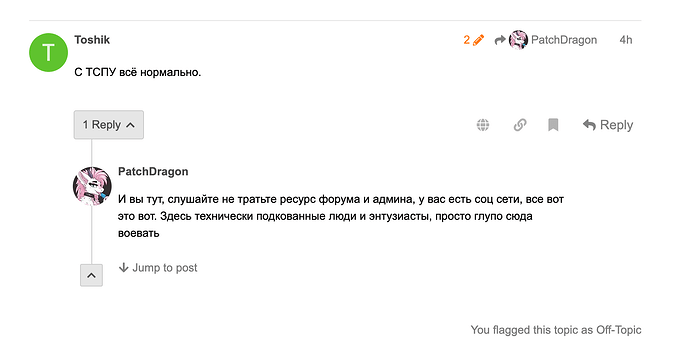 T
Toshik
2 PatchDragon 4h
С ТСПУ всё нормально.
1 Reply
Reply
PatchDragon
И вы тут, слушайте не тратьте ресурс форума и админа, у вас есть соц сети, все вот
это вот. Здесь технически подкованные люди и энтузиасты, просто глупо сюда
воевать
Jump to post
You flagged this topic as Off-Topic